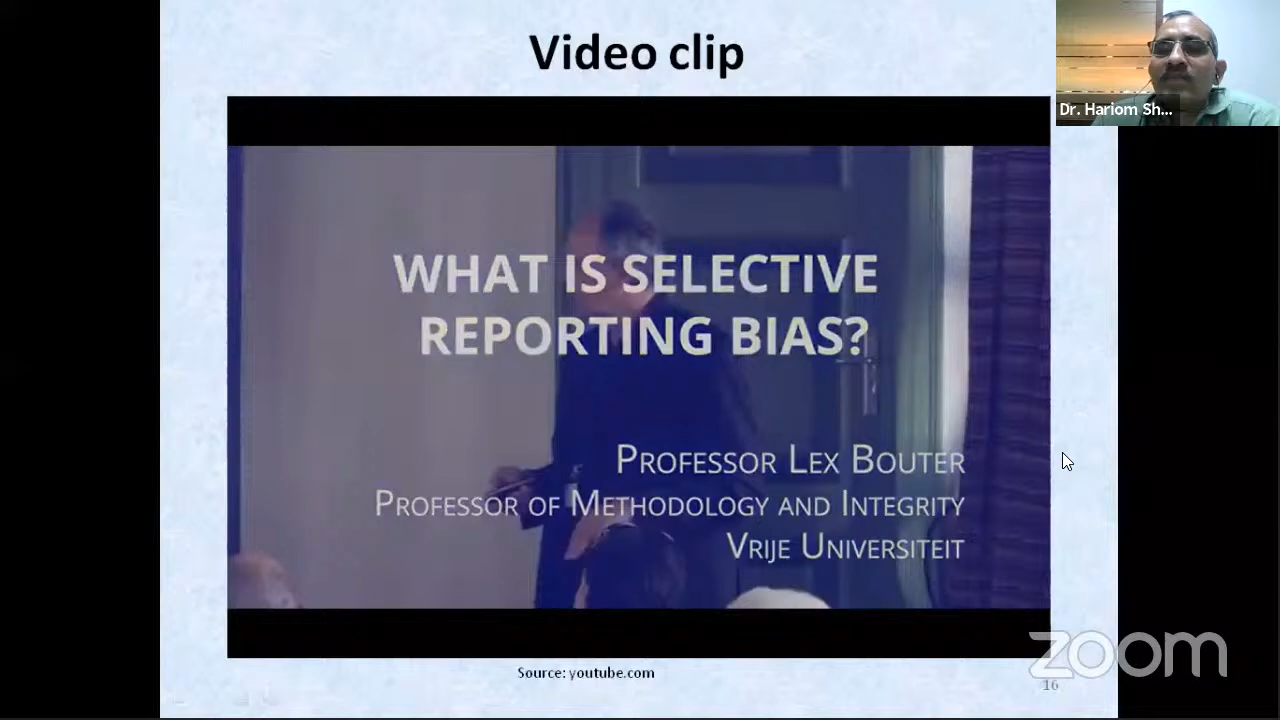 Video clip
Dr. Hariom Sh...
WHAT IS SELECTIVE
REPORTING BIAS?
PROFESSOR LEX BOUTER
PROFESSOR OF METHODOLOGY AND INTEGRITY
VRIJE UNIVERSITEIT
zoom
Source: youtube.com
16